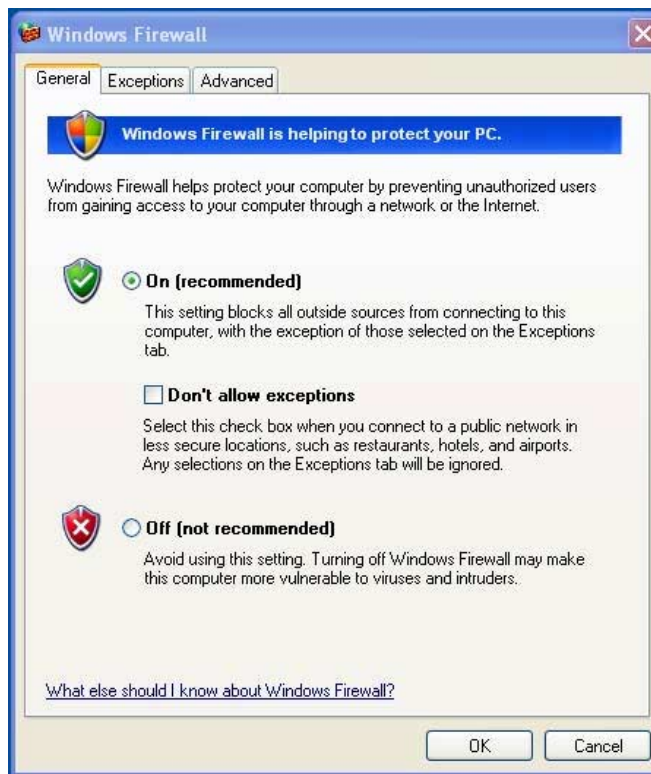 Windows Firewall
General Exceptions Advanced
Windows Firewall is helping to protect your PC.
Windows Firewall helps protect your computer by preventing unauthorized users
from gaining access to your computer through a network or the Internet.
On (recommended)
This setting blocks all outside sources from connecting to this
computer, with the exception of those selected on the Exceptions
tab.
Don't allow exceptions
Select this check box when you connect to a public network in
less secure locations, such as restaurants, hotels, and airports.
Any selections on the Exceptions tab will be ignored.
Off (not recommended)
Avoid using this setting. Turning off Windows Firewall may make
this computer more vulnerable to viruses and intruders.
What else should I know about Windows Firewall?
OK Cancel